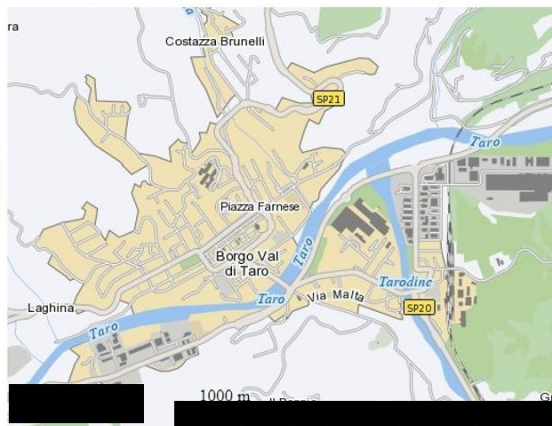 ra
Costazza Brunelli
SP21
Taro
Piazza Farnese
Taro
Borgo Val
di Taro
Tarodine
Taro
Via Malta
SP20
Laghina
Taro
1000 m